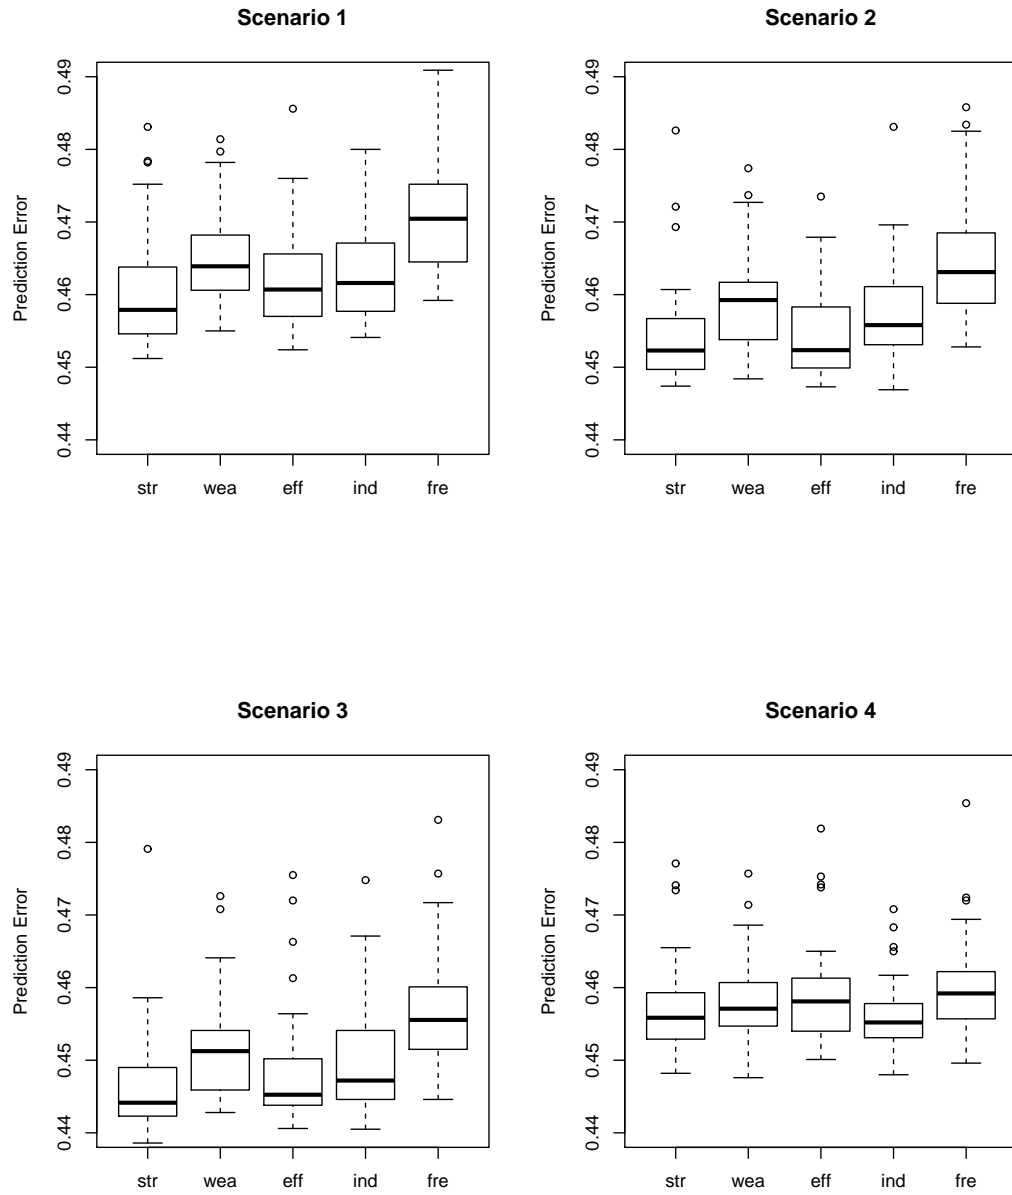 Scenario 1
Prediction Error
0.44 0.45 0.46 0.47 0.48 0.49
str wea eff ind fre
Scenario 2
Prediction Error
0.44 0.45 0.46 0.47 0.48 0.49
str wea eff ind fre
Scenario 3
Prediction Error
0.44 0.45 0.46 0.47 0.48 0.49
str wea eff ind fre
Scenario 4
Prediction Error
0.44 0.45 0.46 0.47 0.48 0.49
str wea eff ind fre